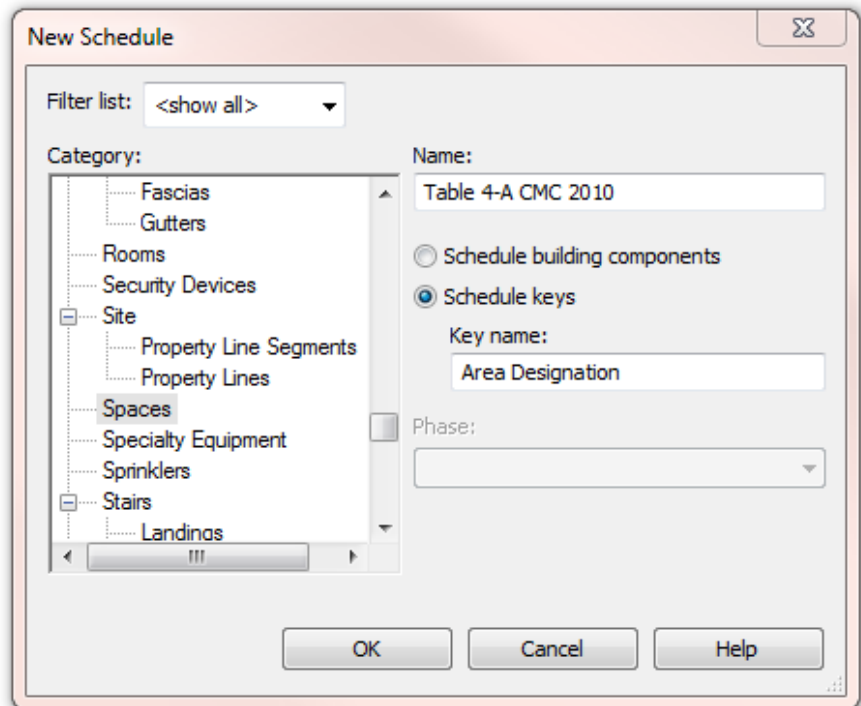 New Schedule
Filter list: <show all>
Category:
Fascias
Gutters
Rooms
Security Devices
Site
Property Line Segments
Property Lines
Spaces
Specialty Equipment
Sprinklers
Stairs
Landings
Name:
Table 4-A CMC 2010
Schedule building components
Schedule keys
Key name:
Area Designation
Phase:
OK Cancel Help